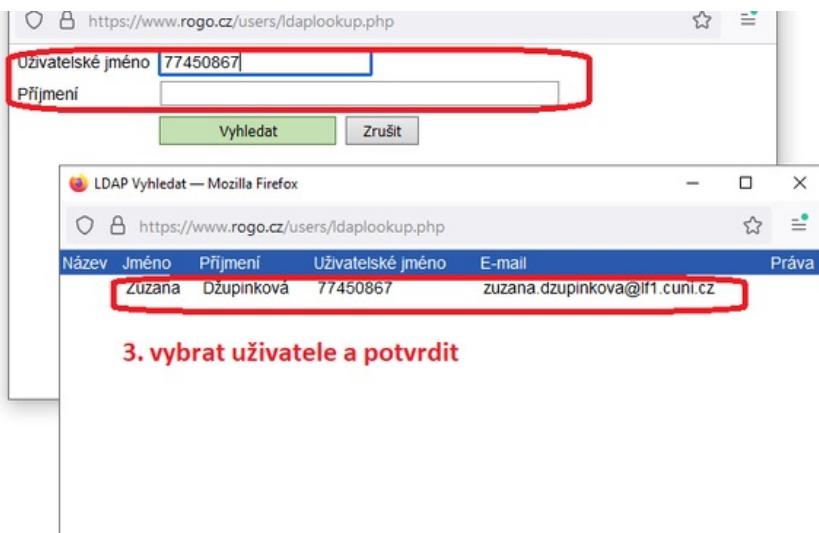 https://www.rogo.cz/users/ldaplookup.php
Uživatelské jméno 77450867
Příjmení
Vyhledat Zrušit
LDAP Vyhledat — Mozilla Firefox
https://www.rogo.cz/users/ldaplookup.php
Název Jméno Příjmení Uživatelské jméno E-mail Práva
Zuzana Džupinková 77450867 zuzana.dzupinkova@lf1.cuni.cz
3. vybrat uživatele a potvrdit